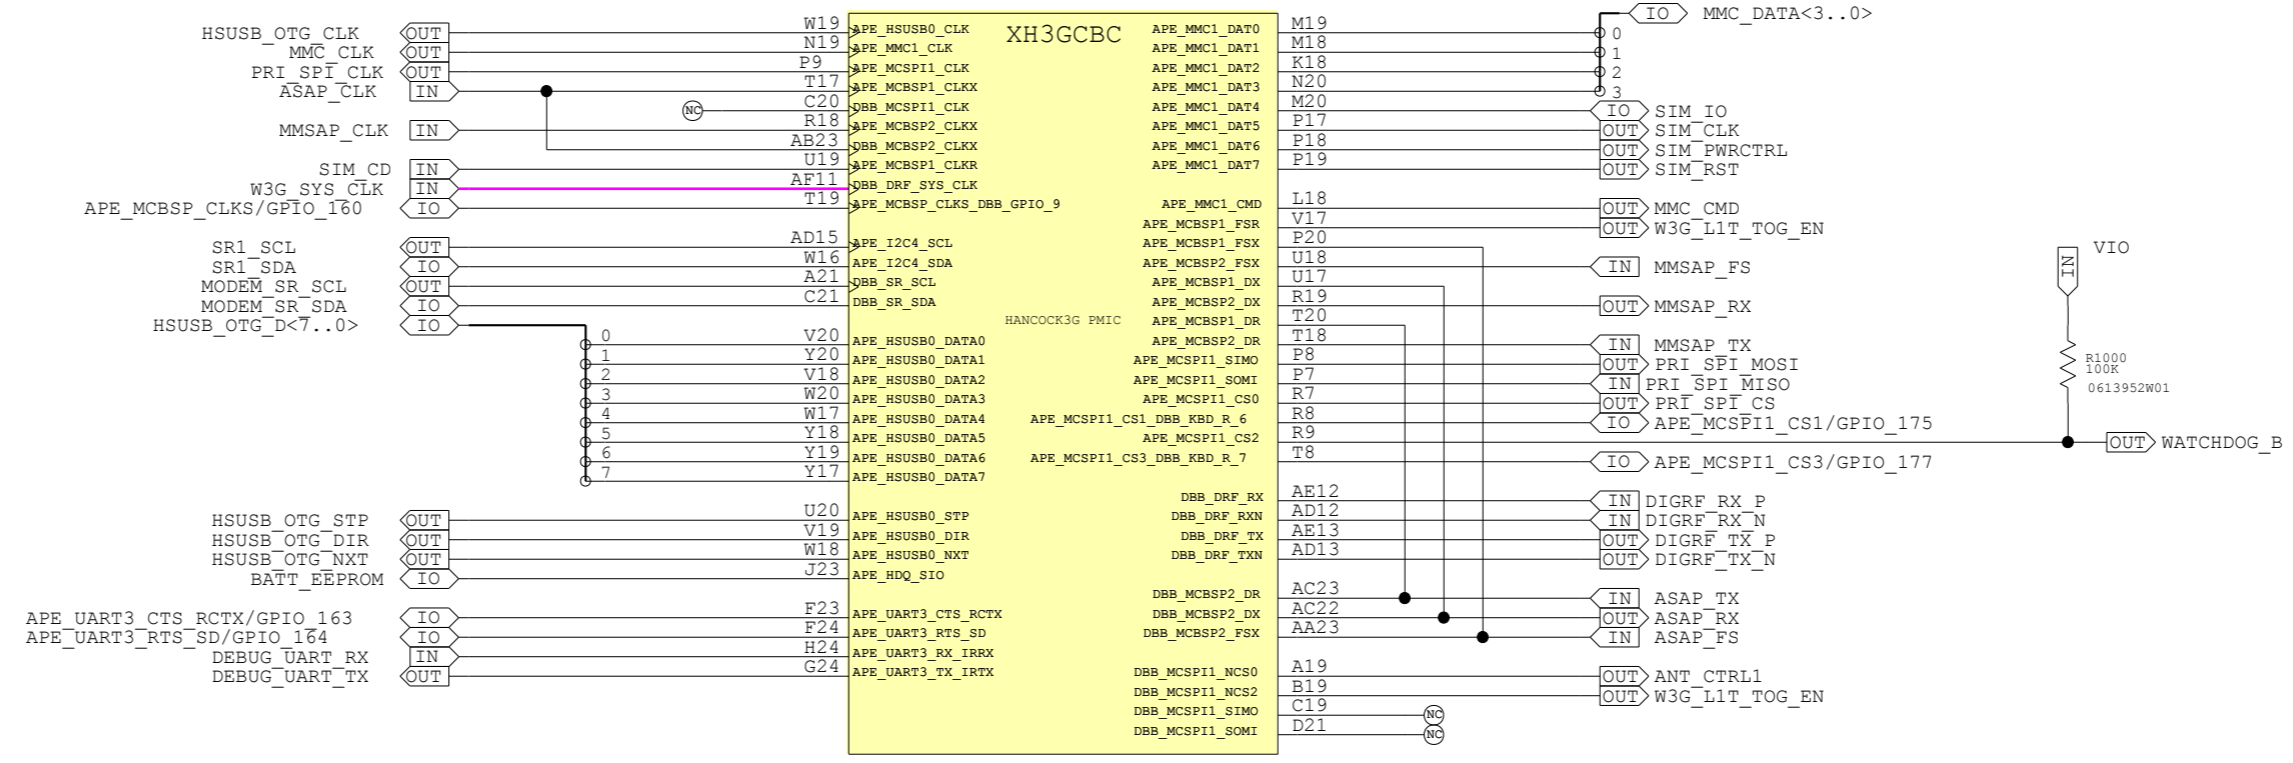 XH3GCBC
HANCOCK3G PMIC
HSUSB_OTG_CLK OUT W19 APE_HSUSB0_CLK
MMC_CLK OUT N19 APE_MMC1_CLK
PRI_SPI_CLK OUT P9 APE_MCSPI1_CLK
ASAP_CLK IN T17 APE_MCBSP1_CLKX
NC C20 DBB_MCSPI1_CLK
MMSAP_CLK IN R18 APE_MCBSP2_CLKX
AB23 DBB_MCBSP2_CLKX
SIM_CD IN U19 APE_MCBSP1_CLKR
W3G_SYS_CLK IN AF11 DBB_DRF_SYS_CLK
APE_MCBSP_CLKS/GPIO_160 IO T19 APE_MCBSP_CLKS_DBB_GPIO_9
SR1_SCL OUT AD15 APE_I2C4_SCL
SR1_SDA IO W16 APE_I2C4_SDA
MODEM_SR_SCL OUT A21 DBB_SR_SCL
MODEM_SR_SDA IO C21 DBB_SR_SDA
HSUSB_OTG_D<7..0> IO
0 V20 APE_HSUSB0_DATA0
1 Y20 APE_HSUSB0_DATA1
2 V18 APE_HSUSB0_DATA2
3 W20 APE_HSUSB0_DATA3
4 W17 APE_HSUSB0_DATA4
5 Y18 APE_HSUSB0_DATA5
6 Y19 APE_HSUSB0_DATA6
7 Y17 APE_HSUSB0_DATA7
HSUSB_OTG_STP OUT U20 APE_HSUSB0_STP
HSUSB_OTG_DIR OUT V19 APE_HSUSB0_DIR
HSUSB_OTG_NXT OUT W18 APE_HSUSB0_NXT
BATT_EEPROM IO J23 APE_HDQ_SIO
APE_UART3_CTS_RCTX/GPIO_163 IO F23 APE_UART3_CTS_RCTX
APE_UART3_RTS_SD/GPIO_164 IO F24 APE_UART3_RTS_SD
DEBUG_UART_RX IN H24 APE_UART3_RX_IRRX
DEBUG_UART_TX OUT G24 APE_UART3_TX_IRTX
IO MMC_DATA<3..0>
APE_MMC1_DAT0 M19 0
APE_MMC1_DAT1 M18 1
APE_MMC1_DAT2 K18 2
APE_MMC1_DAT3 N20 3
APE_MMC1_DAT4 M20 IO SIM_IO
APE_MMC1_DAT5 P17 OUT SIM_CLK
APE_MMC1_DAT6 P18 OUT SIM_PWRCTRL
APE_MMC1_DAT7 P19 OUT SIM_RST
APE_MMC1_CMD L18 OUT MMC_CMD
APE_MCBSP1_FSR V17 OUT W3G_L1T_TOG_EN
APE_MCBSP1_FSX P20
APE_MCBSP2_FSX U18 IN MMSAP_FS
APE_MCBSP1_DX U17
APE_MCBSP2_DX R19 OUT MMSAP_RX
APE_MCBSP1_DR T20
APE_MCBSP2_DR T18 IN MMSAP_TX
APE_MCSPI1_SIMO P8 OUT PRI_SPI_MOSI
APE_MCSPI1_SOMI P7 IN PRI_SPI_MISO
APE_MCSPI1_CS0 R7 OUT PRI_SPI_CS
APE_MCSPI1_CS1_DBB_KBD_R_6 R8 IO APE_MCSPI1_CS1/GPIO_175
APE_MCSPI1_CS2 R9 OUT WATCHDOG_B
APE_MCSPI1_CS3_DBB_KBD_R_7 T8 IO APE_MCSPI1_CS3/GPIO_177
DBB_DRF_RX AE12 IN DIGRF_RX_P
DBB_DRF_RXN AD12 IN DIGRF_RX_N
DBB_DRF_TX AE13 OUT DIGRF_TX_P
DBB_DRF_TXN AD13 OUT DIGRF_TX_N
DBB_MCBSP2_DR AC23 IN ASAP_TX
DBB_MCBSP2_DX AC22 OUT ASAP_RX
DBB_MCBSP2_FSX AA23 IN ASAP_FS
DBB_MCSPI1_NCS0 A19 OUT ANT_CTRL1
DBB_MCSPI1_NCS2 B19 OUT W3G_L1T_TOG_EN
DBB_MCSPI1_SIMO C19 NC
DBB_MCSPI1_SOMI D21 NC
IN VIO
R1000
100K
0613952W01